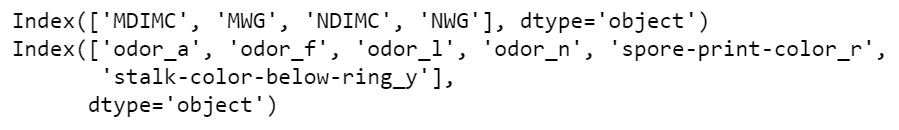 Index(['MDIMC', 'MWG', 'NDIMC', 'NWG'], dtype='object')
Index(['odor_a', 'odor_f', 'odor_l', 'odor_n', 'spore-print-color_r',
       'stalk-color-below-ring_y'],
      dtype='object')